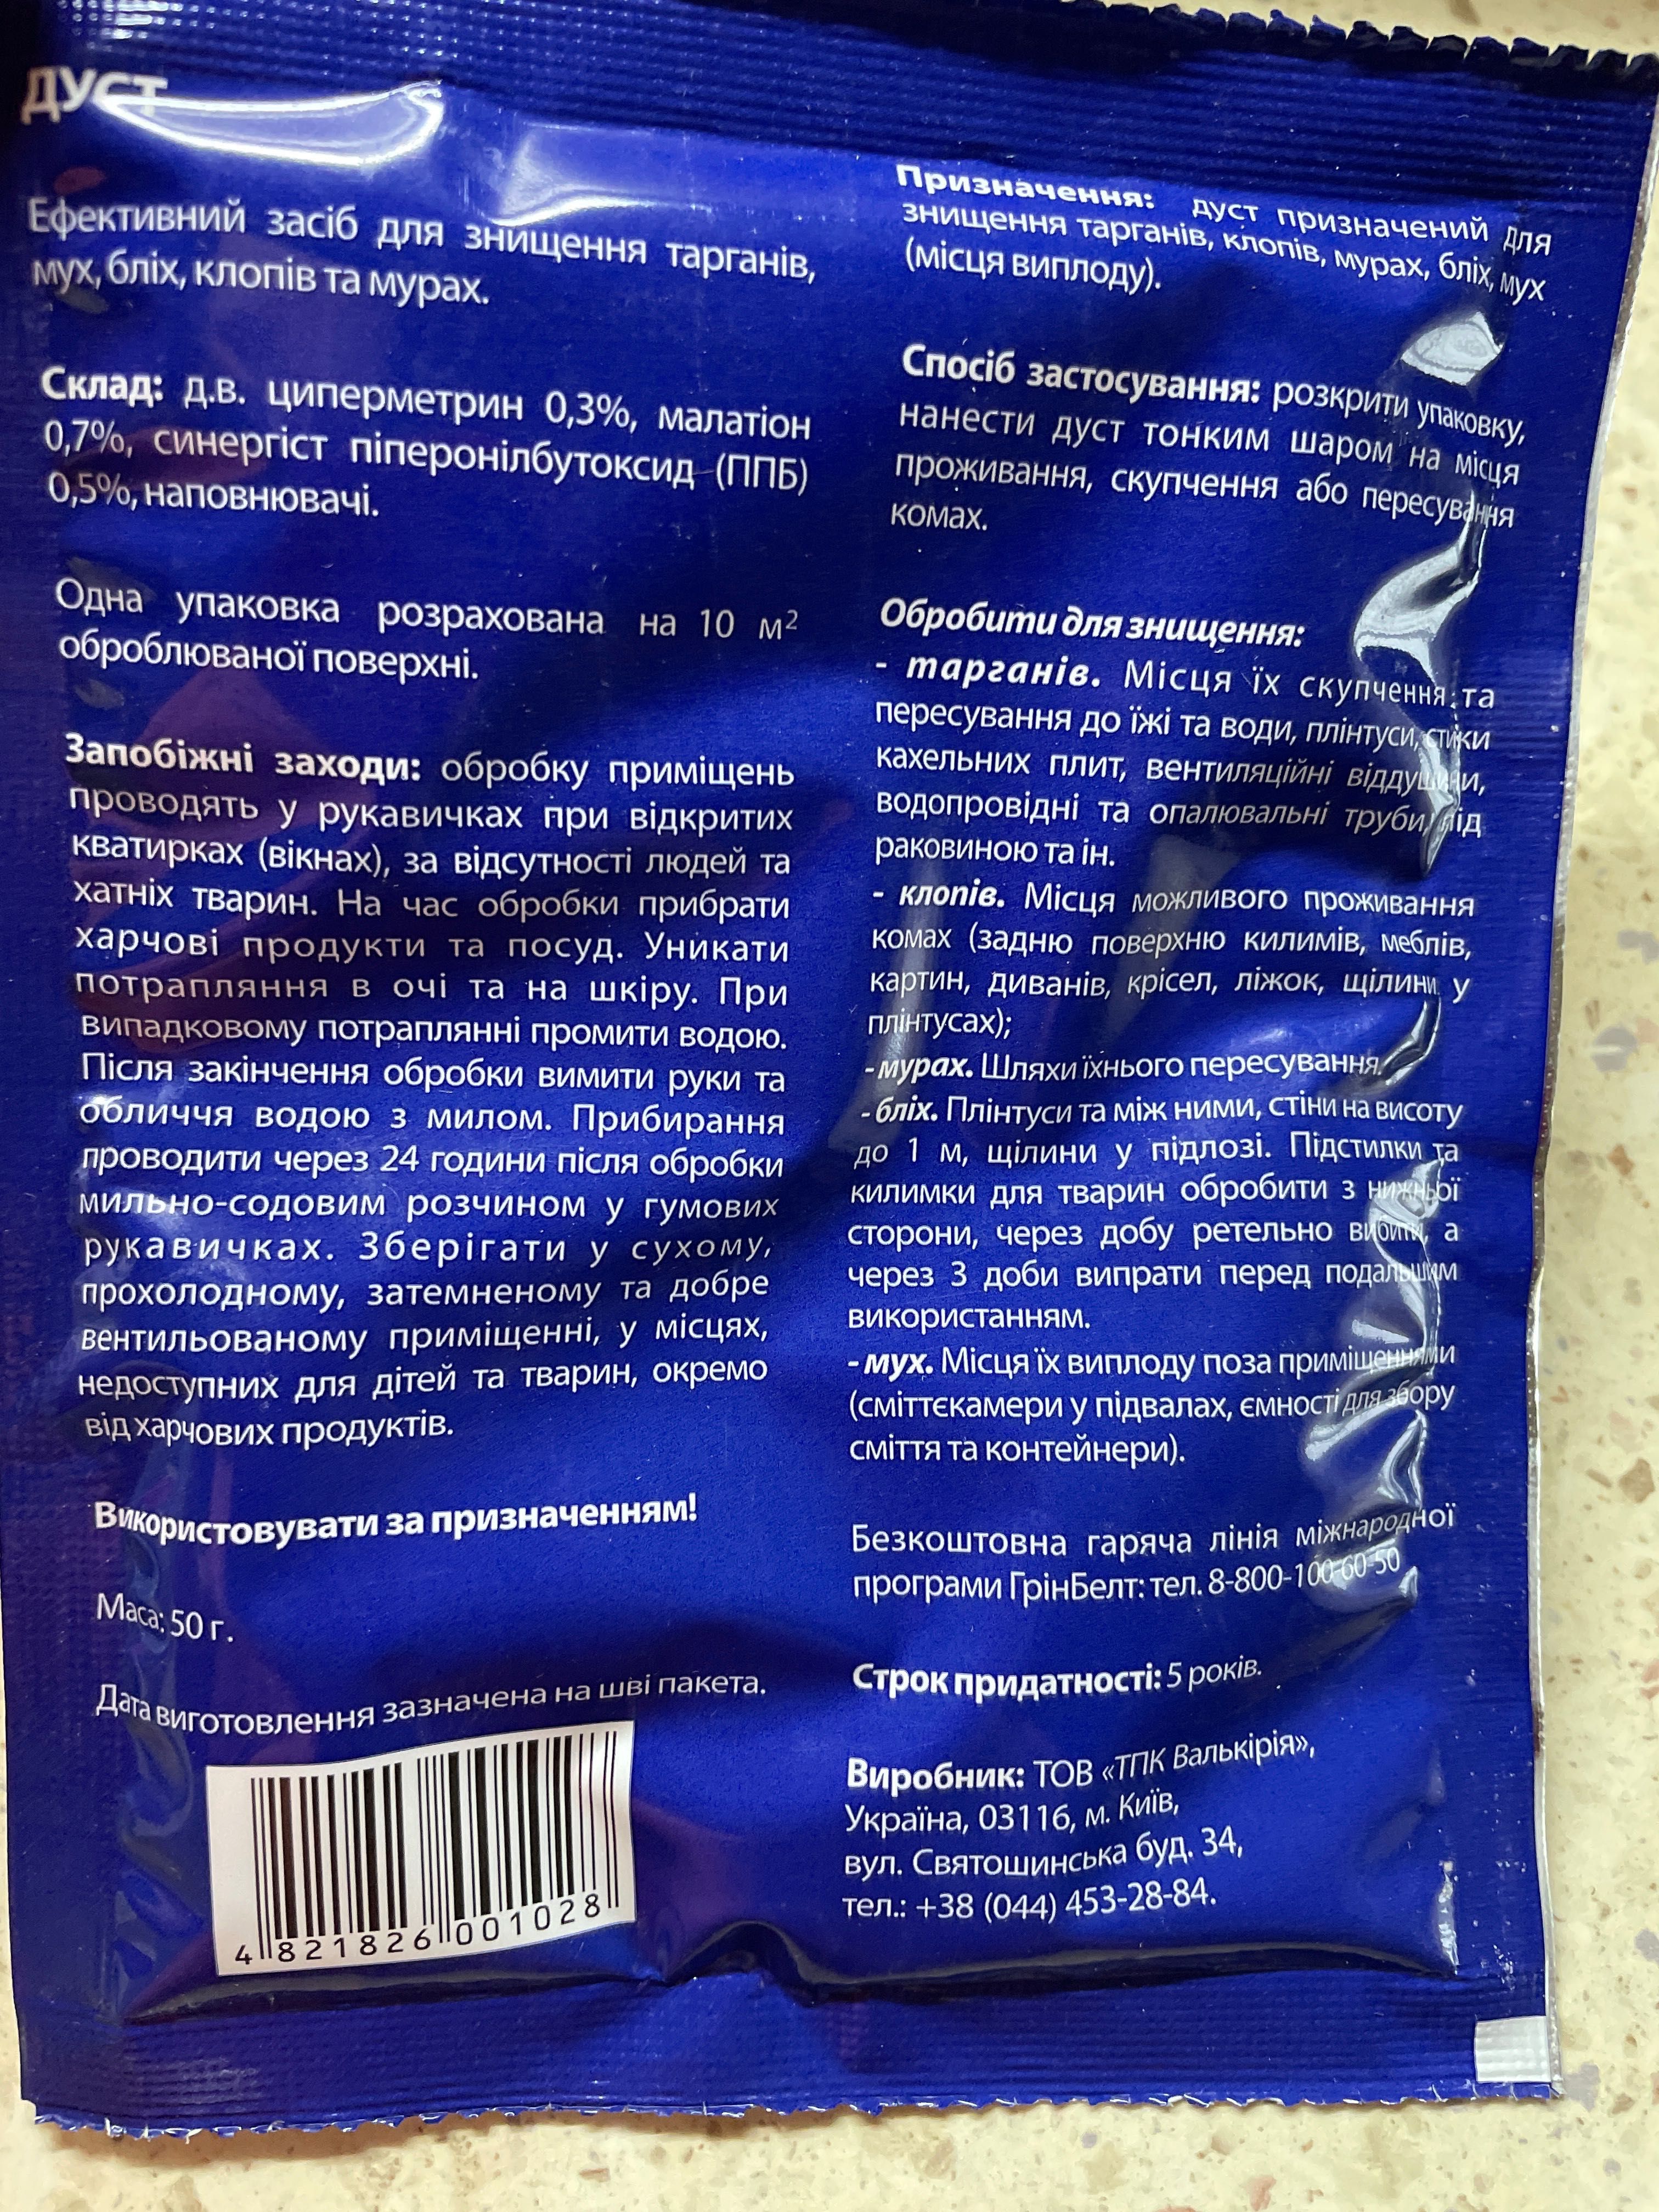 ДУСТ
Ефективний засіб для знищення тарганів,
мух, бліх, клопів та мурах.
Склад: д.в. циперметрин 0,3%, малатіон
0,7%, синергіст піперонілбутоксид (ППБ)
0,5%, наповнювачі.
Одна упаковка розрахована на 10 м²
оброблюваної поверхні.
Запобіжні заходи: обробку приміщень
проводять у рукавичках при відкритих
кватирках (вікнах), за відсутності людей та
хатніх тварин. На час обробки прибрати
харчові продукти та посуд. Уникати
потрапляння в очі та на шкіру. При
випадковому потраплянні промити водою.
Після закінчення обробки вимити руки та
обличчя водою з милом. Прибирання
проводити через 24 години після обробки
мильно-содовим розчином у гумових
рукавичках. Зберігати у сухому,
прохолодному, затемненому та добре
вентильованому приміщенні, у місцях,
недоступних для дітей та тварин, окремо
від харчових продуктів.
Використовувати за призначенням!
Маса: 50 г.
Дата виготовлення зазначена на шві пакета.
4 821826 001028
Призначення: дуст призначений для
знищення тарганів, клопів, мурах, бліх, мух
(місця виплоду).
Спосіб застосування: розкрити упаковку,
нанести дуст тонким шаром на місця
проживання, скупчення або пересування
комах.
Обробити для знищення:
- тарганів. Місця їх скупчення та
пересування до їжі та води, плінтуси, стики
кахельних плит, вентиляційні віддушини,
водопровідні та опалювальні труби, під
раковиною та ін.
- клопів. Місця можливого проживання
комах (задню поверхню килимів, меблів,
картин, диванів, крісел, ліжок, щілини у
плінтусах);
- мурах. Шляхи їхнього пересування.
- бліх. Плінтуси та між ними, стіни на висоту
до 1 м, щілини у підлозі. Підстилки та
килимки для тварин обробити з нижньої
сторони, через добу ретельно вибити, а
через 3 доби випрати перед подальшим
використанням.
- мух. Місця їх виплоду поза приміщеннями
(сміттєкамери у підвалах, ємності для збору
сміття та контейнери).
Безкоштовна гаряча лінія міжнародної
програми ГрінБелт: тел. 8-800-100-60-50
Строк придатності: 5 років.
Виробник: ТОВ «ТПК Валькірія»,
Україна, 03116, м. Київ,
вул. Святошинська буд. 34,
тел.: +38 (044) 453-28-84.